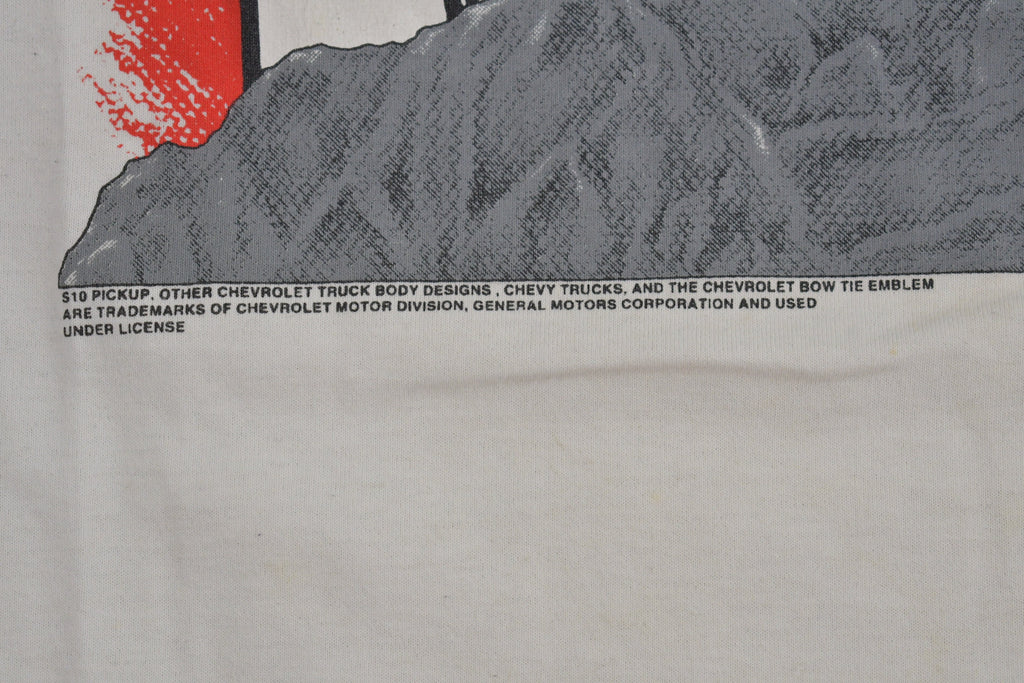 S10 PICKUP, OTHER CHEVROLET TRUCK BODY DESIGNS , CHEVY TRUCKS, AND THE CHEVROLET BOW TIE EMBLEM
ARE TRADEMARKS OF CHEVROLET MOTOR DIVISION, GENERAL MOTORS CORPORATION AND USED
UNDER LICENSE